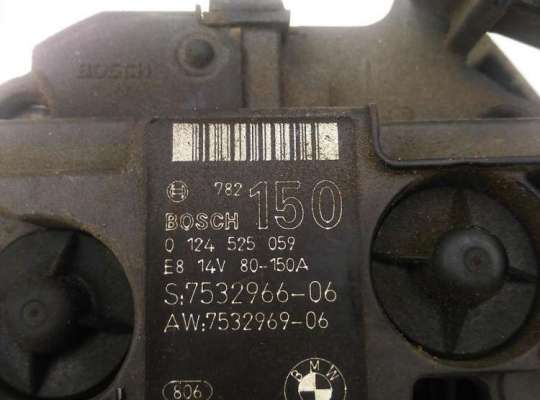 BOSCH
782 150
BOSCH
0 124 525 059
E8 14V 80-150A
S:7532966-06
AW:7532969-06
BMW
806